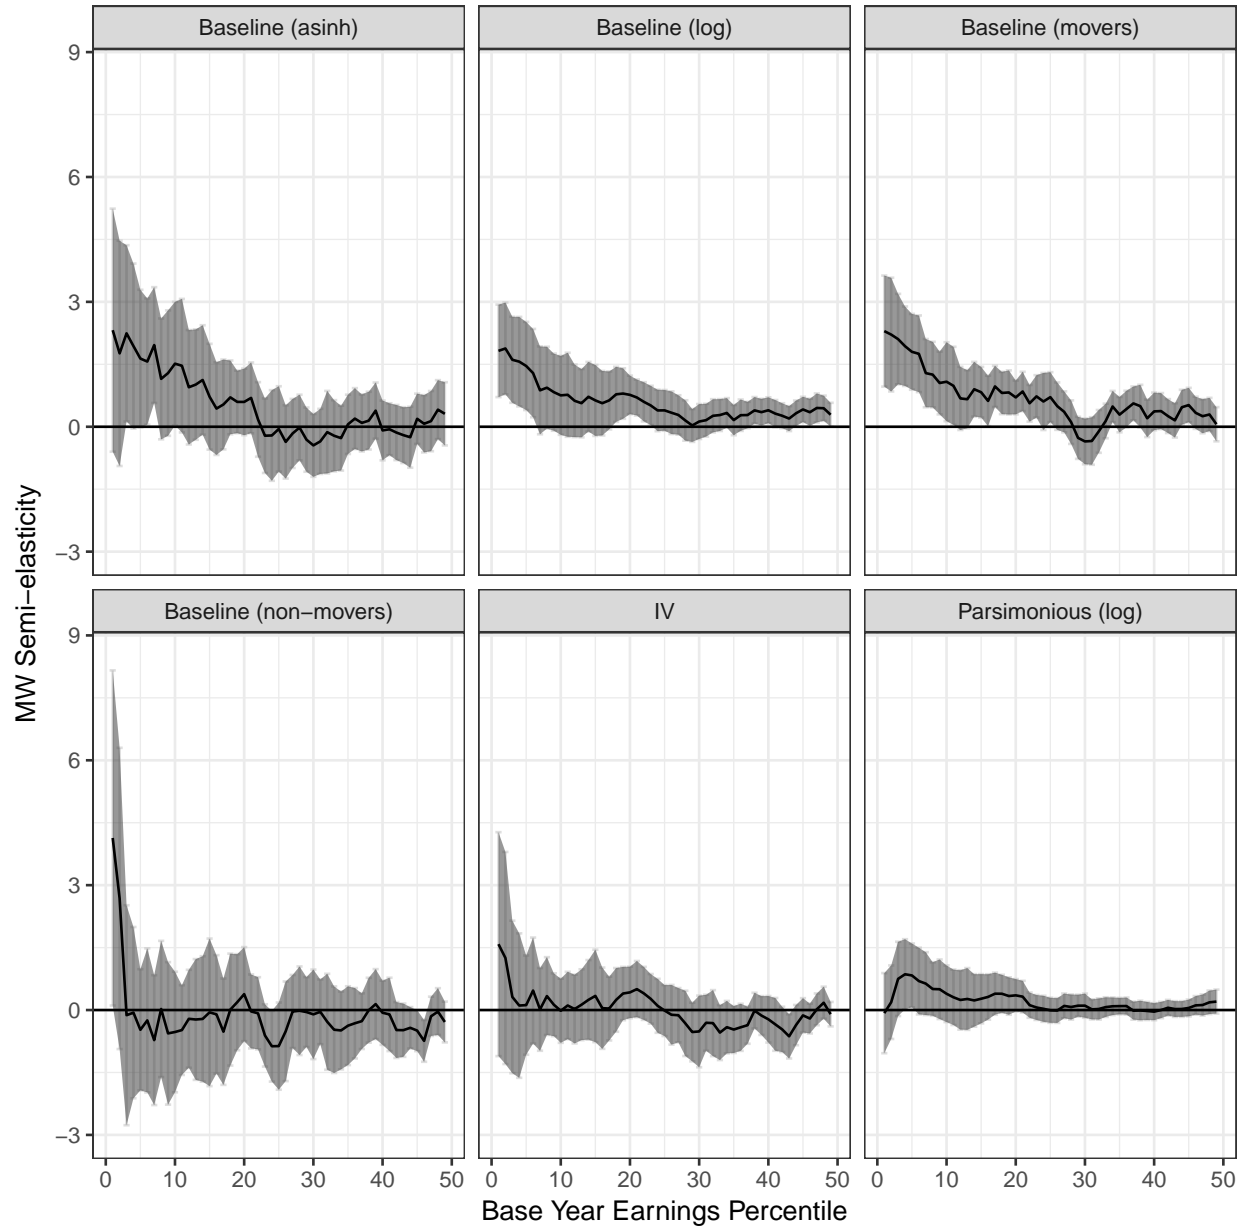 Baseline (asinh)
Baseline (log)
Baseline (movers)
9
6
3
0
−3
Baseline (non−movers)
IV
Parsimonious (log)
9
6
3
0
−3
0 10 20 30 40 50
0 10 20 30 40 50
0 10 20 30 40 50
MW Semi−elasticity
Base Year Earnings Percentile